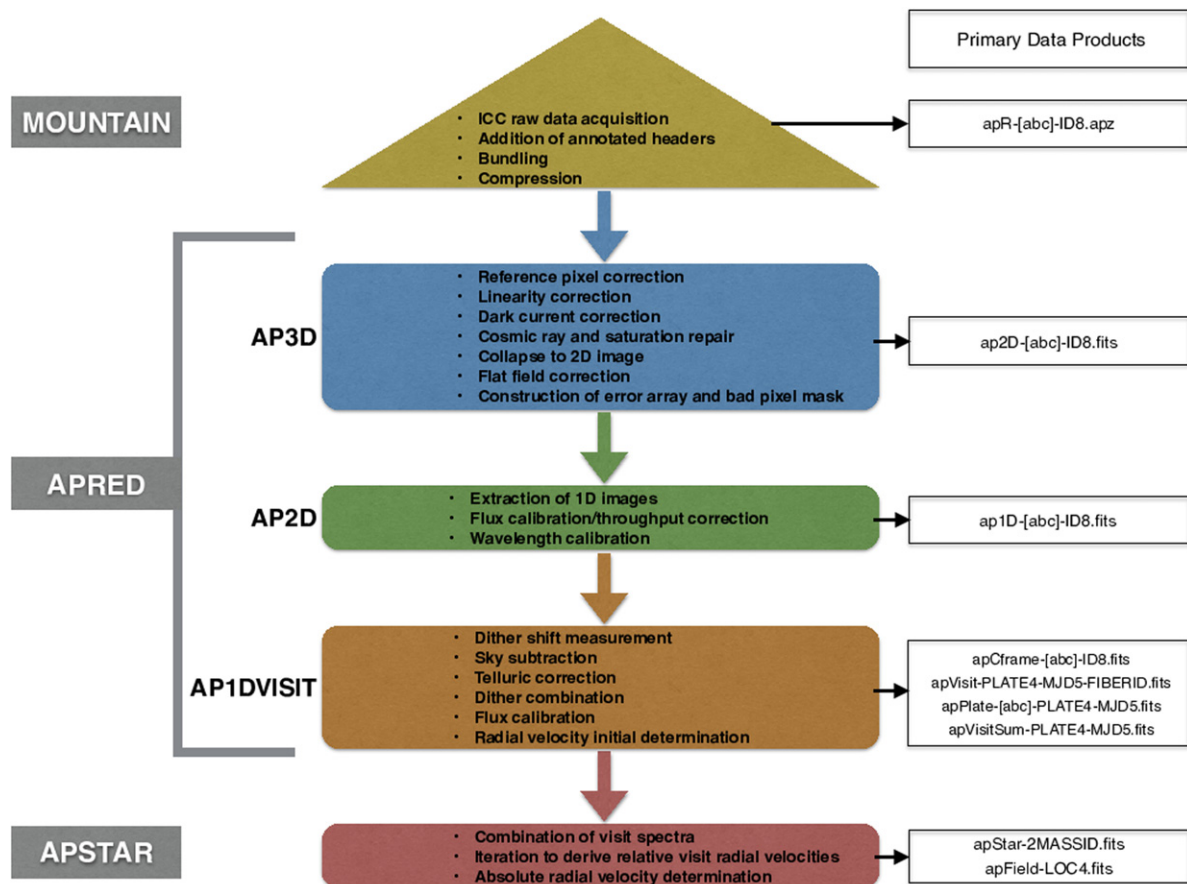 Primary Data Products
MOUNTAIN
• ICC raw data acquisition
• Addition of annotated headers
• Bundling
• Compression
apR-[abc]-ID8.apz
APRED
AP3D
• Reference pixel correction
• Linearity correction
• Dark current correction
• Cosmic ray and saturation repair
• Collapse to 2D image
• Flat field correction
• Construction of error array and bad pixel mask
ap2D-[abc]-ID8.fits
AP2D
• Extraction of 1D images
• Flux calibration/throughput correction
• Wavelength calibration
ap1D-[abc]-ID8.fits
AP1DVISIT
• Dither shift measurement
• Sky subtraction
• Telluric correction
• Dither combination
• Flux calibration
• Radial velocity initial determination
apCframe-[abc]-ID8.fits
apVisit-PLATE4-MJD5-FIBERID.fits
apPlate-[abc]-PLATE4-MJD5.fits
apVisitSum-PLATE4-MJD5.fits
APSTAR
• Combination of visit spectra
• Iteration to derive relative visit radial velocities
• Absolute radial velocity determination
apStar-2MASSID.fits
apField-LOC4.fits